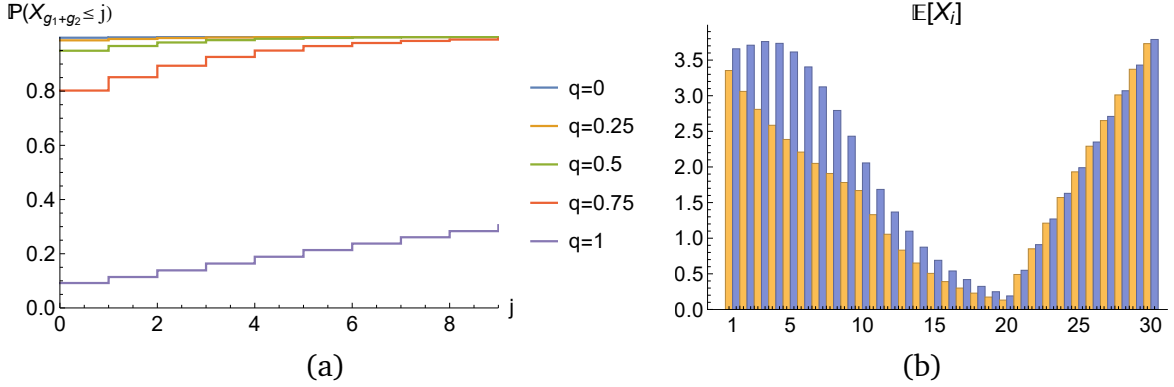 ℙ(X_{g₁+g₂} ≤ j)
0.8
0.6
0.4
0.2
0.0
0 2 4 6 8 j
q=0
q=0.25
q=0.5
q=0.75
q=1
(a)
𝔼[X_i]
3.5
3.0
2.5
2.0
1.5
1.0
0.5
0.0
1 5 10 15 20 25 30
(b)